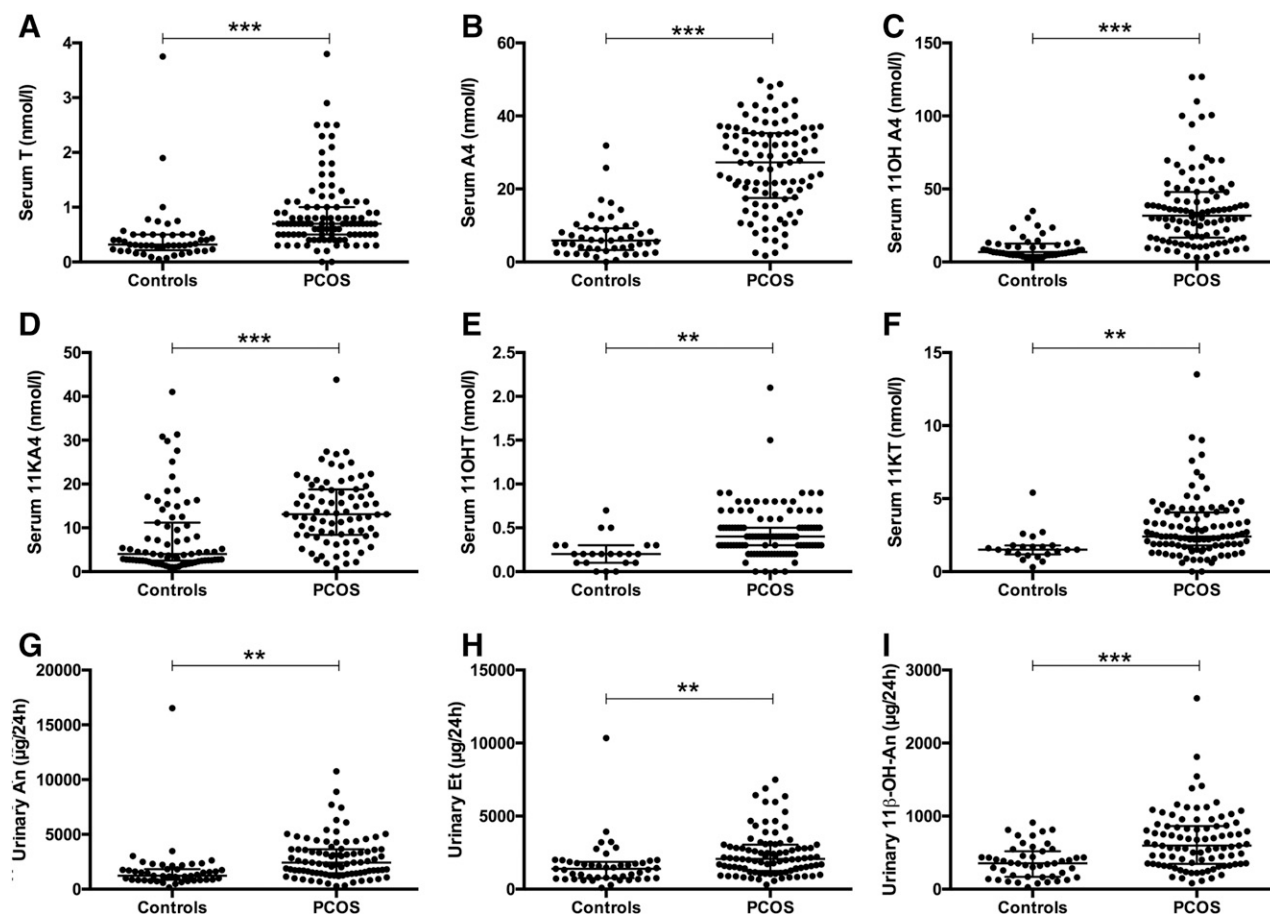 A
Serum T (nmol/l)
4
3
2
1
0
***
Controls PCOS
B
Serum A4 (nmol/l)
60
40
20
0
***
Controls PCOS
C
Serum 11OH A4 (nmol/l)
150
100
50
0
***
Controls PCOS
D
Serum 11KA4 (nmol/l)
50
40
30
20
10
0
***
Controls PCOS
E
Serum 11OHT (nmol/l)
2.5
2.0
1.5
1.0
0.5
0.0
**
Controls PCOS
F
Serum 11KT (nmol/l)
15
10
5
0
**
Controls PCOS
G
Urinary An (µg/24h)
20000
15000
10000
5000
0
**
Controls PCOS
H
Urinary Et (µg/24h)
15000
10000
5000
0
**
Controls PCOS
I
Urinary 11β-OH-An (µg/24h)
3000
2000
1000
0
***
Controls PCOS